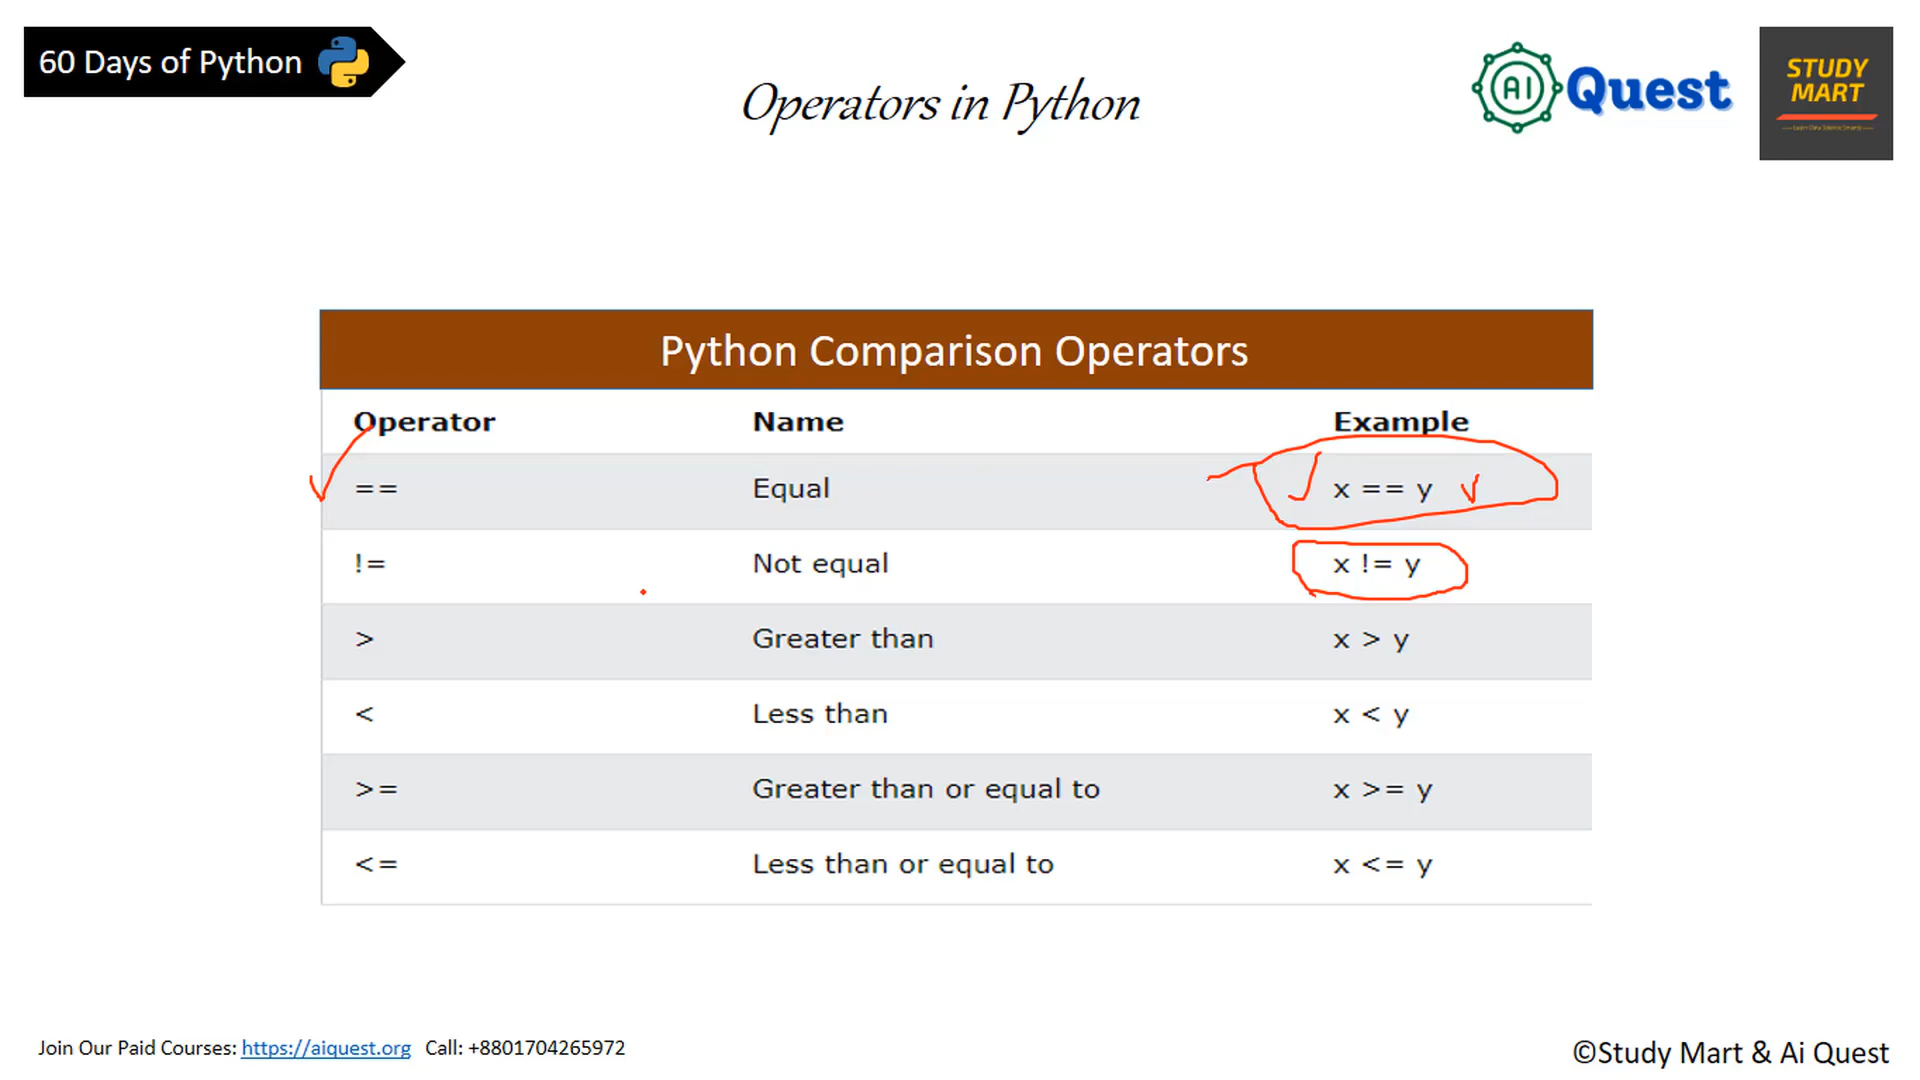 60 Days of Python
Operators in Python
AI Quest
STUDY
MART
Python Comparison Operators
Operator Name Example
== Equal x == y
!= Not equal x != y
> Greater than x > y
< Less than x < y
>= Greater than or equal to x >= y
<= Less than or equal to x <= y
Join Our Paid Courses: https://aiquest.org Call: +8801704265972
©Study Mart & Ai Quest